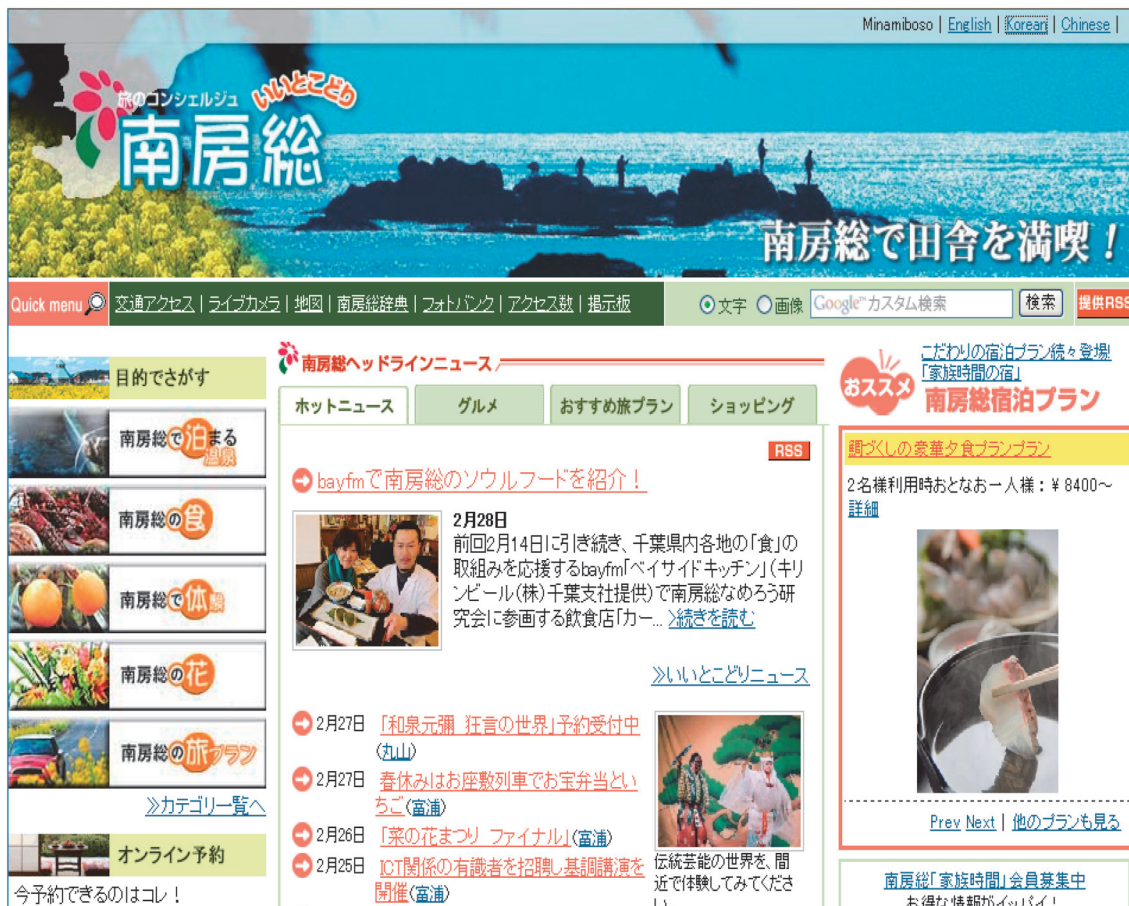 Minamiboso | English | Korean | Chinese |
旅のコンシェルジュ いいとこどり
南房総
南房総で田舎を満喫！
Quick menu 交通アクセス | ライブカメラ | 地図 | 南房総辞典 | フォトバンク | アクセス数 | 掲示板
文字 画像 Google™ カスタム検索 検索 提供RSS
目的でさがす
南房総で泊まる 温泉
南房総の食
南房総で体験
南房総の花
南房総の旅プラン
≫カテゴリー覧へ
オンライン予約
今予約できるのはコレ！
南房総ヘッドラインニュース
ホットニュース グルメ おすすめ旅プラン ショッピング
RSS
bayfmで南房総のソウルフードを紹介！
2月28日
前回2月14日に引き続き、千葉県内各地の「食」の
取組みを応援するbayfm「ベイサイドキッチン」（キリ
ンビール（株）千葉支社提供）で南房総なめろう研
究会に参画する飲食店「カー... ≫続きを読む
≫いいとこどりニュース
2月27日 「和泉元彌 狂言の世界」予約受付中
(丸山)
2月27日 春休みはお座敷列車でお宝弁当とい
ちご(富浦)
2月26日 「菜の花まつり ファイナル」(富浦)
2月25日 ICT関係の有識者を招聘し基調講演を
開催(富浦)
伝統芸能の世界を、間
近で体験してみてくださ
い
こだわりの宿泊プラン続々登場!
「家族時間の宿」
おススメ 南房総宿泊プラン
鯛づくしの豪華夕食プランプラン
2名様利用時おとなお一人様：¥ 8400～
詳細
Prev Next | 他のプランも見る
南房総「家族時間」会員募集中
お得な情報がイッパイ！